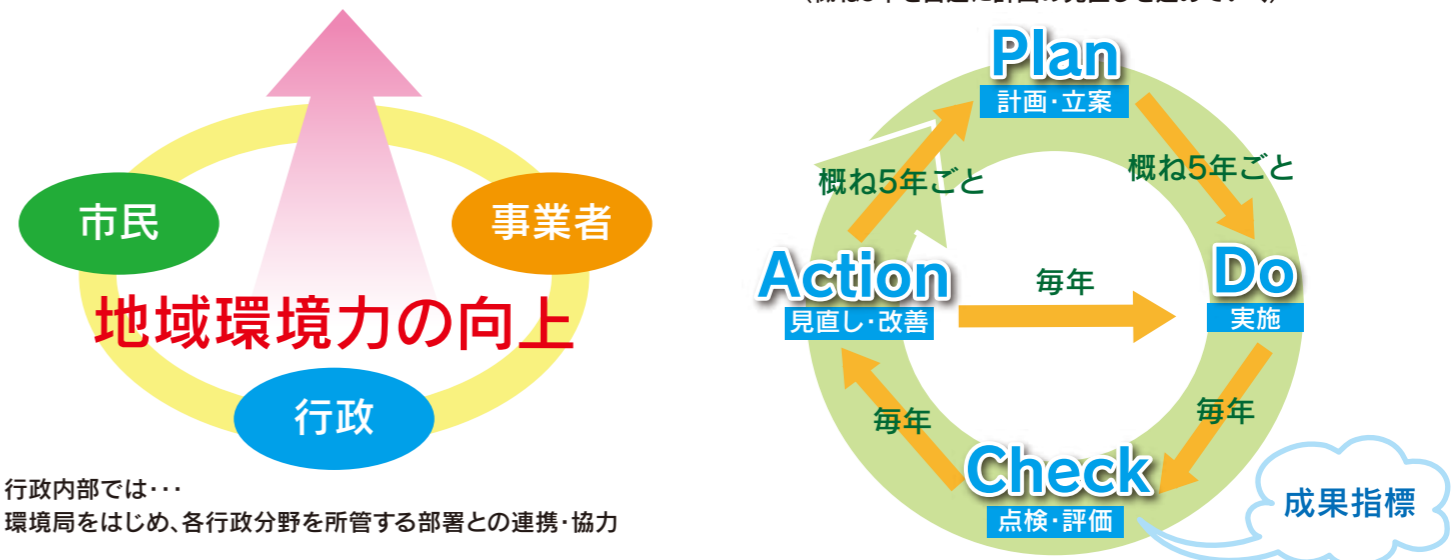 市民
事業者
地域環境力の向上
行政
行政内部では･･･
環境局をはじめ、各行政分野を所管する部署との連携･協力
Plan
計画･立案
概ね5年ごと
概ね5年ごと
Action
見直し･改善
毎年
Do
実施
毎年
毎年
Check
点検･評価
成果指標